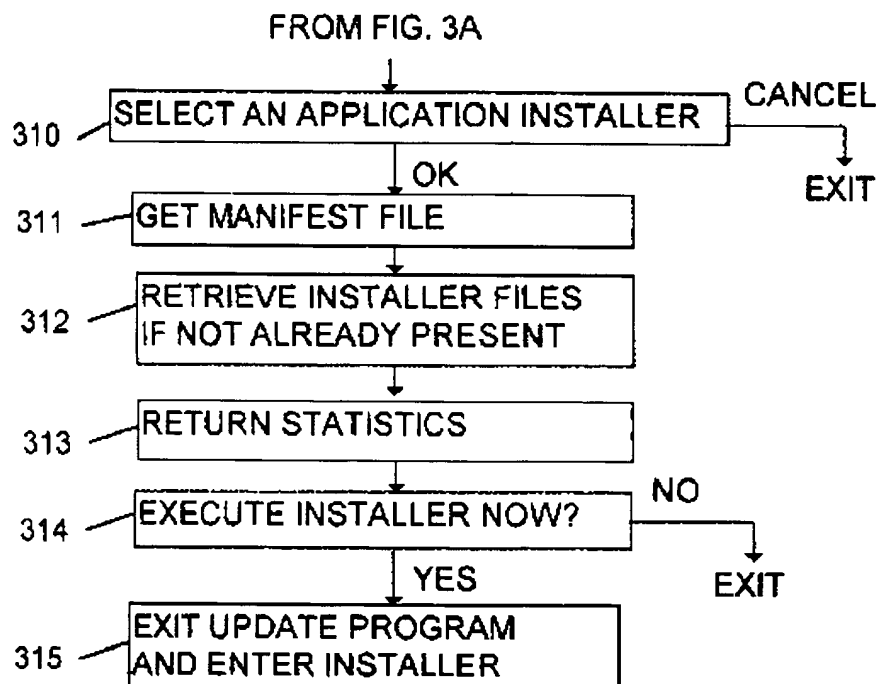 FROM FIG. 3A
310
SELECT AN APPLICATION INSTALLER
CANCEL
EXIT
OK
311
GET MANIFEST FILE
312
RETRIEVE INSTALLER FILES
IF NOT ALREADY PRESENT
313
RETURN STATISTICS
314
EXECUTE INSTALLER NOW?
NO
EXIT
YES
315
EXIT UPDATE PROGRAM
AND ENTER INSTALLER